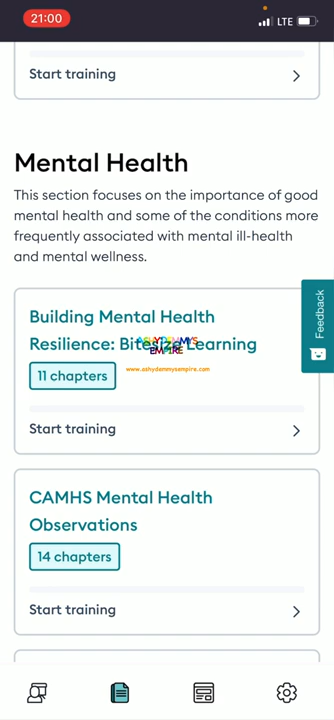 21:00
LTE
Start training
Mental Health
This section focuses on the importance of good
mental health and some of the conditions more
frequently associated with mental ill-health
and mental wellness.
Feedback
Building Mental Health
Resilience: Bitesize Learning
ASHYDEMMYS
EMPIRE
www.ashydemmysempire.com
11 chapters
Start training
CAMHS Mental Health
Observations
14 chapters
Start training